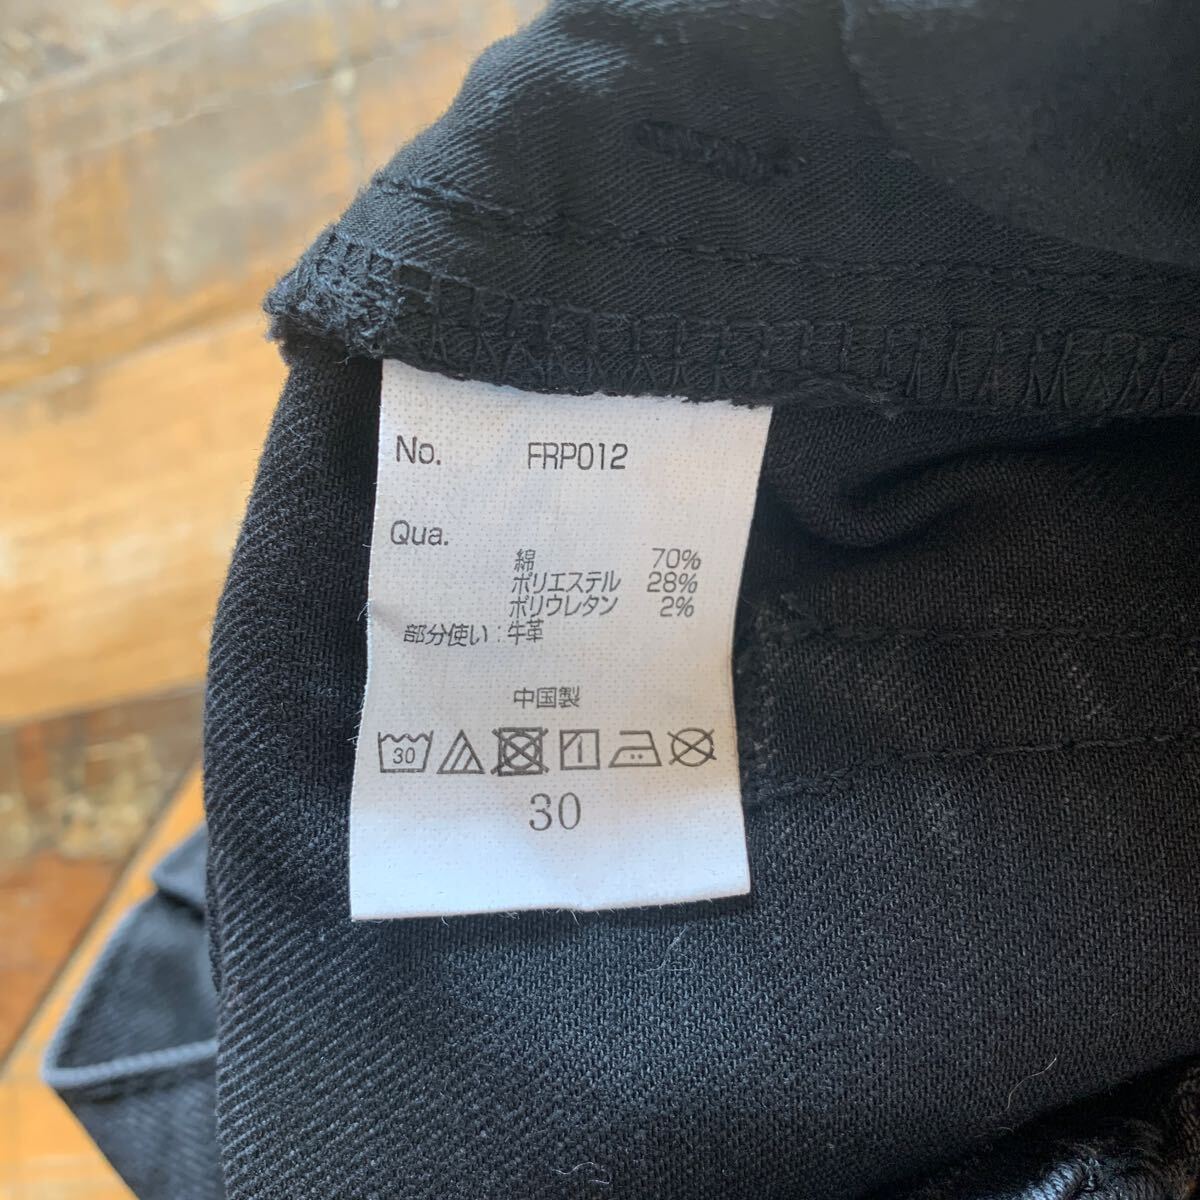 No. FRP012
Qua.
綿 70%
ポリエステル 28%
ポリウレタン 2%
部分使い:牛革
中国製
30
30